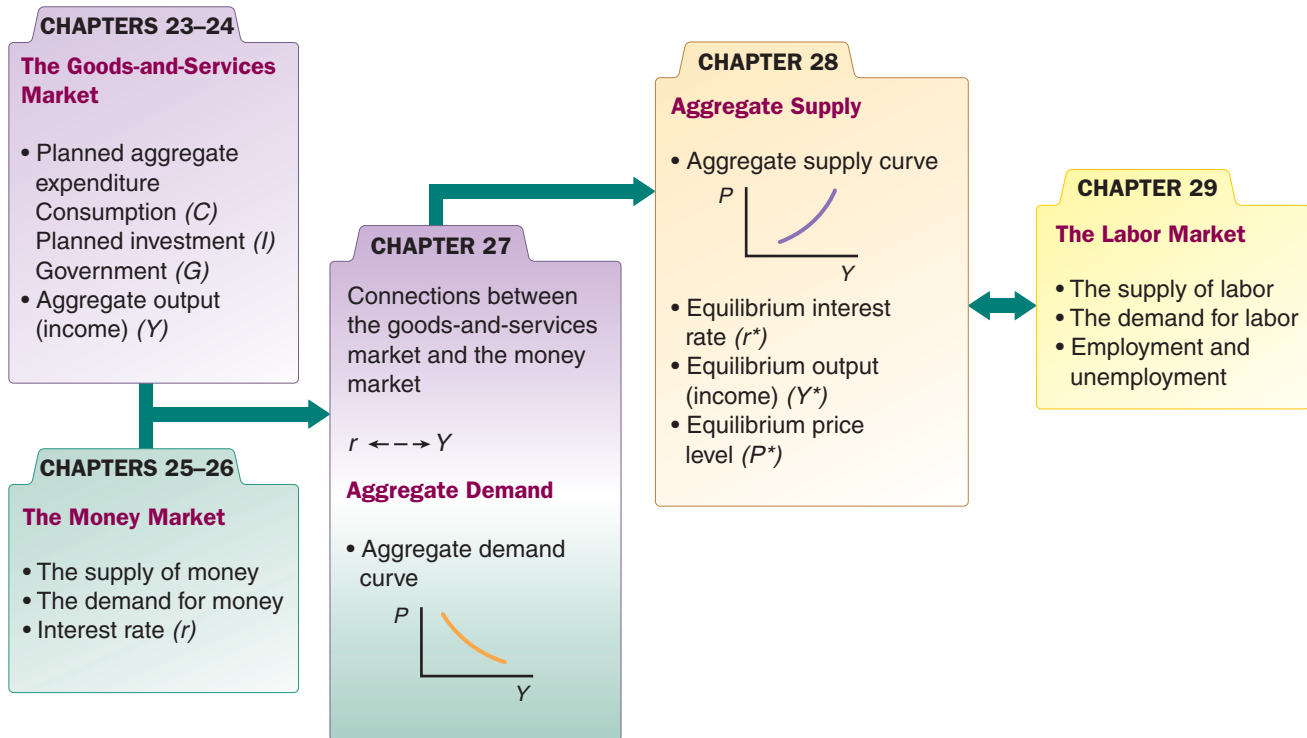 CHAPTERS 23–24
The Goods-and-Services
Market
• Planned aggregate
expenditure
Consumption (C)
Planned investment (I)
Government (G)
• Aggregate output
(income) (Y)
CHAPTERS 25–26
The Money Market
• The supply of money
• The demand for money
• Interest rate (r)
CHAPTER 27
Connections between
the goods-and-services
market and the money
market
r Y
Aggregate Demand
• Aggregate demand
curve
P
Y
CHAPTER 28
Aggregate Supply
• Aggregate supply curve
P
Y
• Equilibrium interest
rate (r*)
• Equilibrium output
(income) (Y*)
• Equilibrium price
level (P*)
CHAPTER 29
The Labor Market
• The supply of labor
• The demand for labor
• Employment and
unemployment